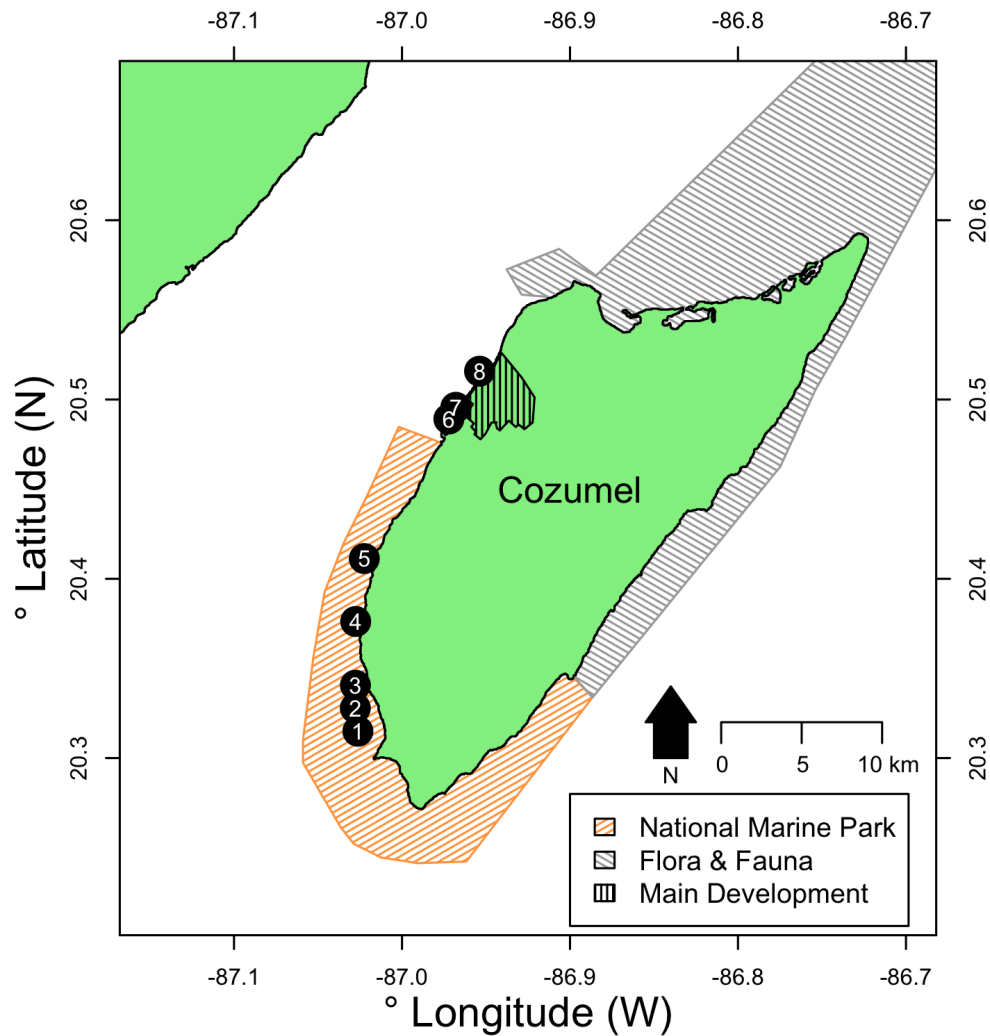 -87.1 -87.0 -86.9 -86.8 -86.7
20.6 20.6
8
20.5 7 20.5
6
Cozumel
5
20.4 20.4
4
3
2
1
20.3 20.3
N 0 5 10 km
National Marine Park
Flora & Fauna
Main Development
-87.1 -87.0 -86.9 -86.8 -86.7
° Longitude (W)
° Latitude (N)